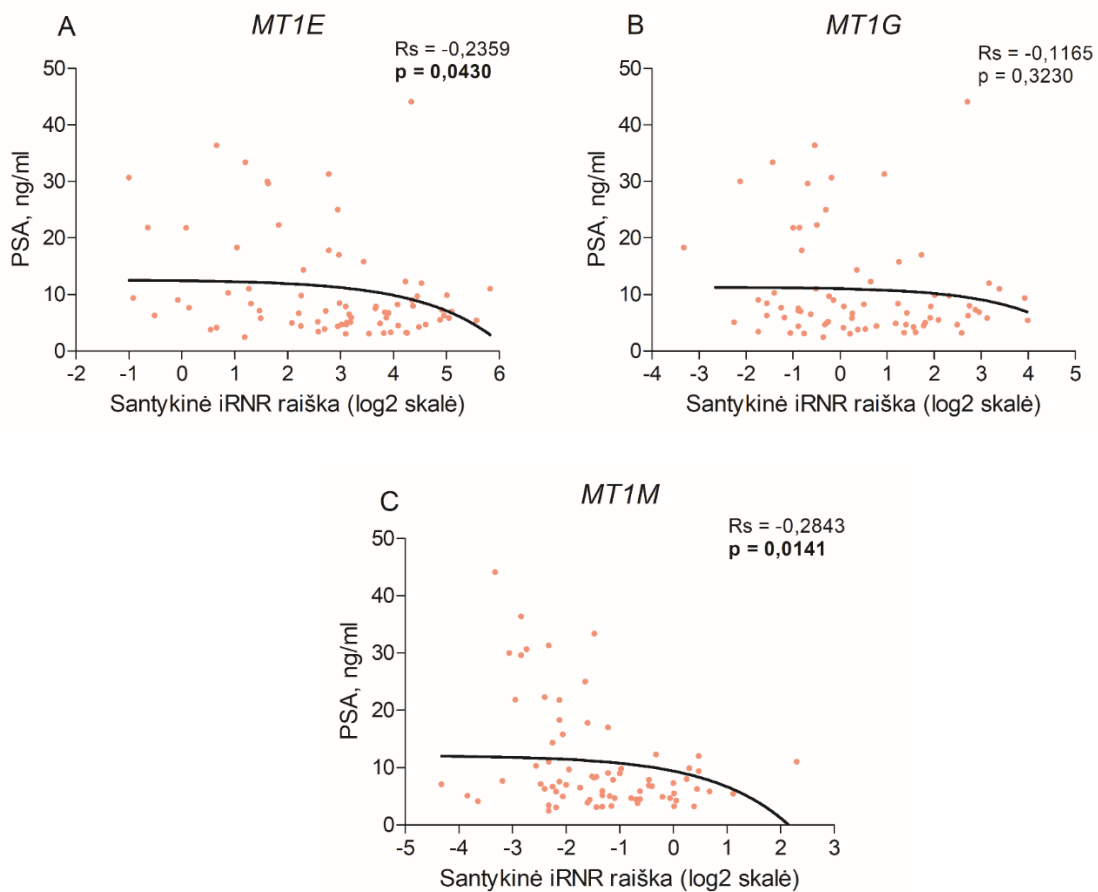 A
MT1E
Rs = -0,2359
p = 0,0430
50
40
30
20
10
0
PSA, ng/ml
-2 -1 0 1 2 3 4 5 6
Santykinė iRNR raiška (log2 skalė)
B
MT1G
Rs = -0,1165
p = 0,3230
50
40
30
20
10
0
PSA, ng/ml
-4 -3 -2 -1 0 1 2 3 4 5
Santykinė iRNR raiška (log2 skalė)
C
MT1M
Rs = -0,2843
p = 0,0141
50
40
30
20
10
0
PSA, ng/ml
-5 -4 -3 -2 -1 0 1 2 3
Santykinė iRNR raiška (log2 skalė)